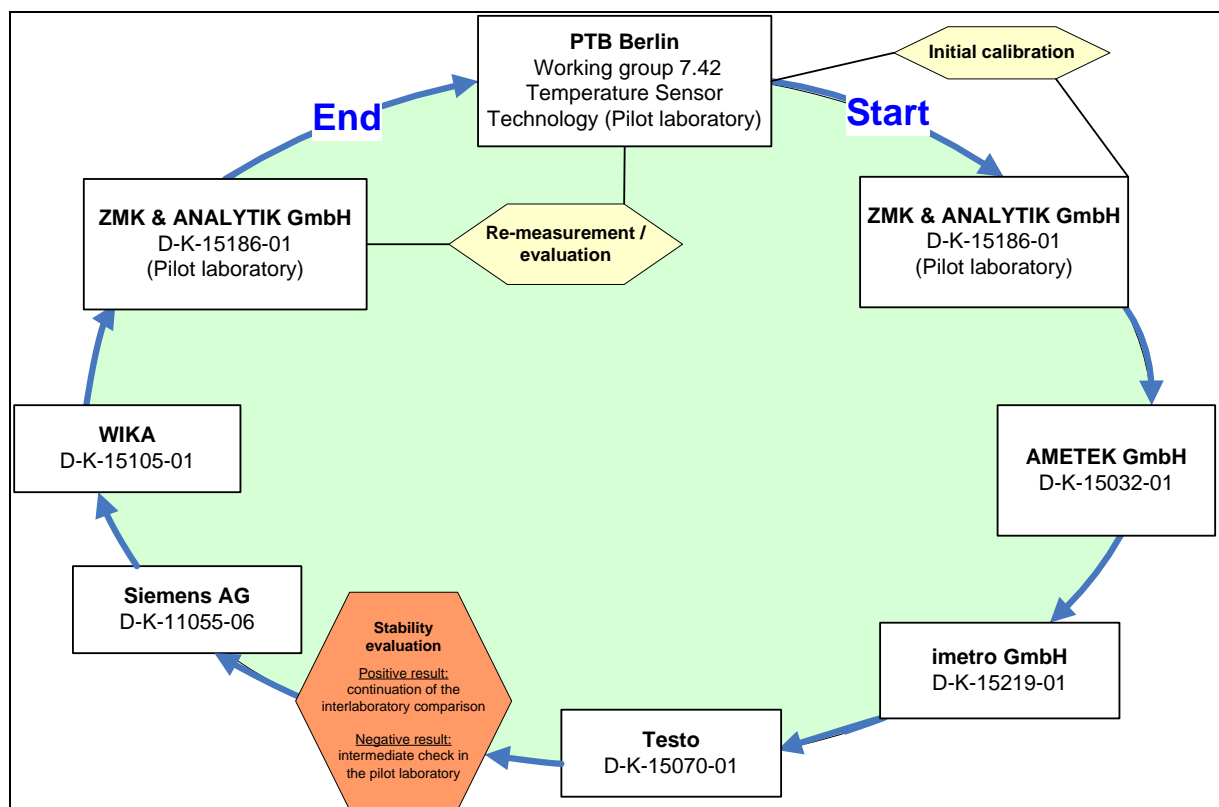 PTB Berlin
Working group 7.42
Temperature Sensor
Technology (Pilot laboratory)
Initial calibration
End
Start
ZMK & ANALYTIK GmbH
D-K-15186-01
(Pilot laboratory)
Re-measurement /
evaluation
ZMK & ANALYTIK GmbH
D-K-15186-01
(Pilot laboratory)
WIKA
D-K-15105-01
AMETEK GmbH
D-K-15032-01
Siemens AG
D-K-11055-06
Stability
evaluation
Positive result:
continuation of the
interlaboratory comparison
Negative result:
intermediate check in
the pilot laboratory
imetro GmbH
D-K-15219-01
Testo
D-K-15070-01